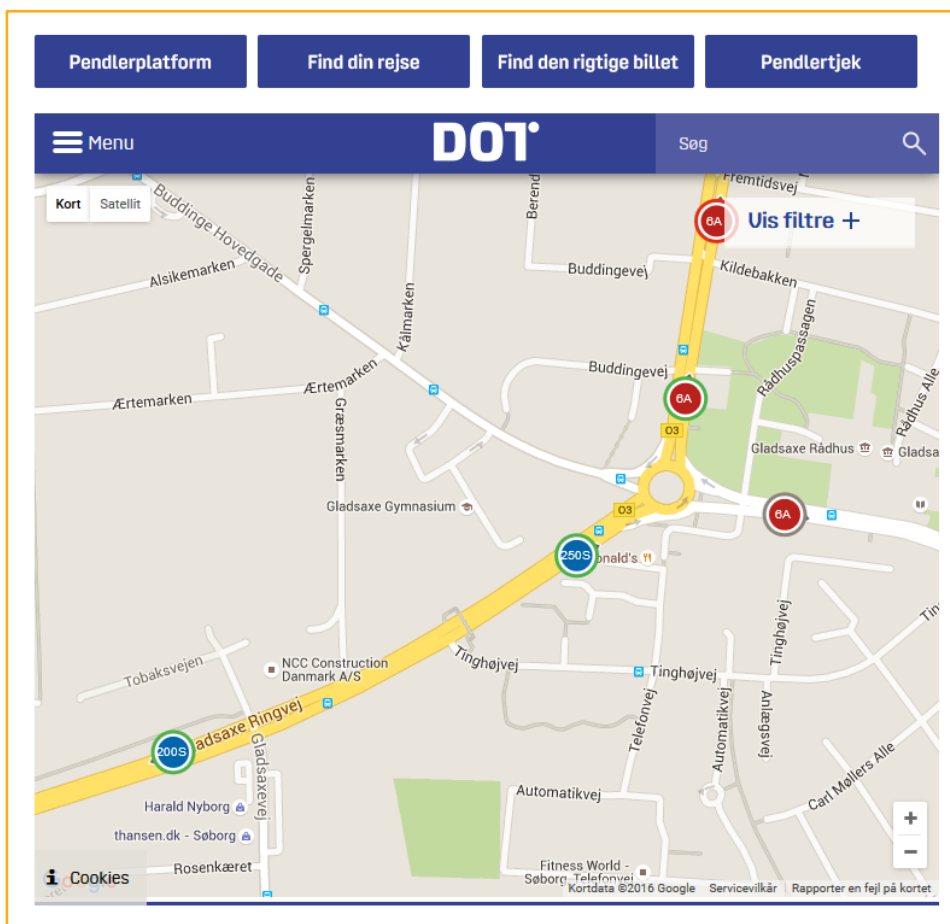 Pendlerplatform
Find din rejse
Find den rigtige billet
Pendlertjek
Menu
DOT
Søg
Kort
Satellit
Vis filtre +
Fremtidsvej
Buddinge Hovedgade
Spergelmarken
Berend
6A
Alsikemarken
Buddingevej
Kildebakken
Kålmarken
Rådhuspassagen
Buddingevej
Ærtemarken
Ærtemarken
6A
Græsmarken
Rådhus Alle
O3
Gladsaxe Rådhus
Gladsa
Gladsaxe Gymnasium
O3
6A
250S
onald's
Tinghøjvej
Tin
Tinghøjvej
Tobaksvejen
NCC Construction
Danmark A/S
Tinghøjvej
Telefonvej
Anlægsvej
Automatikvej
adsaxe Ringvej
200S
Gladsaxevej
Carl Møllers Alle
Harald Nyborg
Automatikvej
thansen.dk - Søborg
+
−
Rosenkæret
Fitness World -
Søborg, Telefonvej
i Cookies
Kortdata ©2016 Google
Servicevilkår
Rapporter en fejl på kortet